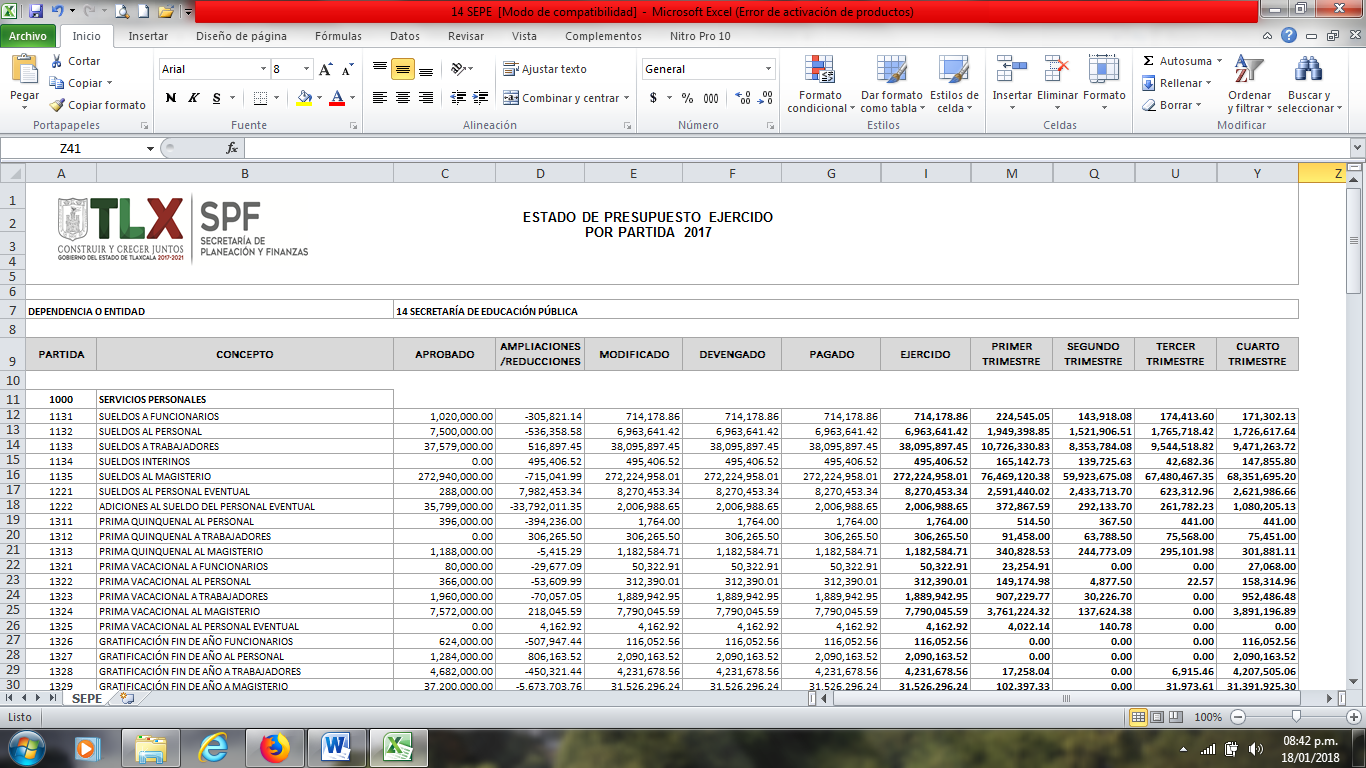 14 SEPE [Modo de compatibilidad] - Microsoft Excel (Error de activación de productos)
Archivo Inicio Insertar Diseño de página Fórmulas Datos Revisar Vista Complementos Nitro Pro 10
Pegar Cortar Copiar Copiar formato Portapapeles
Arial 8 N K S Fuente
Ajustar texto Combinar y centrar Alineación
General $ % 000 Número
Formato condicional Dar formato como tabla Estilos de celda Estilos
Insertar Eliminar Formato Celdas
Autosuma Rellenar Borrar Ordenar y filtrar Buscar y seleccionar Modificar
Z41 fx
A B C D E F G I M Q U Y Z
1
2
3
4
5
TLX SPF
SECRETARÍA DE
PLANEACIÓN Y FINANZAS
CONSTRUIR Y CRECER JUNTOS
GOBIERNO DEL ESTADO DE TLAXCALA 2017-2021
ESTADO DE PRESUPUESTO EJERCIDO
POR PARTIDA 2017
6
7 DEPENDENCIA O ENTIDAD 14 SECRETARÍA DE EDUCACIÓN PÚBLICA
8
9 PARTIDA CONCEPTO APROBADO AMPLIACIONES /REDUCCIONES MODIFICADO DEVENGADO PAGADO EJERCIDO PRIMER TRIMESTRE SEGUNDO TRIMESTRE TERCER TRIMESTRE CUARTO TRIMESTRE
10
11 1000 SERVICIOS PERSONALES
12 1131 SUELDOS A FUNCIONARIOS 1,020,000.00 -305,821.14 714,178.86 714,178.86 714,178.86 714,178.86 224,545.05 143,918.08 174,413.60 171,302.13
13 1132 SUELDOS AL PERSONAL 7,500,000.00 -536,358.58 6,963,641.42 6,963,641.42 6,963,641.42 6,963,641.42 1,949,398.85 1,521,906.51 1,765,718.42 1,726,617.64
14 1133 SUELDOS A TRABAJADORES 37,579,000.00 516,897.45 38,095,897.45 38,095,897.45 38,095,897.45 38,095,897.45 10,726,330.83 8,353,784.08 9,544,518.82 9,471,263.72
15 1134 SUELDOS INTERINOS 0.00 495,406.52 495,406.52 495,406.52 495,406.52 495,406.52 165,142.73 139,725.63 42,682.36 147,855.80
16 1135 SUELDOS AL MAGISTERIO 272,940,000.00 -715,041.99 272,224,958.01 272,224,958.01 272,224,958.01 272,224,958.01 76,469,120.38 59,923,675.08 67,480,467.35 68,351,695.20
17 1221 SUELDOS AL PERSONAL EVENTUAL 288,000.00 7,982,453.34 8,270,453.34 8,270,453.34 8,270,453.34 8,270,453.34 2,591,440.02 2,433,713.70 623,312.96 2,621,986.66
18 1222 ADICIONES AL SUELDO DEL PERSONAL EVENTUAL 35,799,000.00 -33,792,011.35 2,006,988.65 2,006,988.65 2,006,988.65 2,006,988.65 372,867.59 292,133.70 261,782.23 1,080,205.13
19 1311 PRIMA QUINQUENAL AL PERSONAL 396,000.00 -394,236.00 1,764.00 1,764.00 1,764.00 1,764.00 514.50 367.50 441.00 441.00
20 1312 PRIMA QUINQUENAL A TRABAJADORES 0.00 306,265.50 306,265.50 306,265.50 306,265.50 306,265.50 91,458.00 63,788.50 75,568.00 75,451.00
21 1313 PRIMA QUINQUENAL AL MAGISTERIO 1,188,000.00 -5,415.29 1,182,584.71 1,182,584.71 1,182,584.71 1,182,584.71 340,828.53 244,773.09 295,101.98 301,881.11
22 1321 PRIMA VACACIONAL A FUNCIONARIOS 80,000.00 -29,677.09 50,322.91 50,322.91 50,322.91 50,322.91 23,254.91 0.00 0.00 27,068.00
23 1322 PRIMA VACACIONAL AL PERSONAL 366,000.00 -53,609.99 312,390.01 312,390.01 312,390.01 312,390.01 149,174.98 4,877.50 22.57 158,314.96
24 1323 PRIMA VACACIONAL A TRABAJADORES 1,960,000.00 -70,057.05 1,889,942.95 1,889,942.95 1,889,942.95 1,889,942.95 907,229.77 30,226.70 0.00 952,486.48
25 1324 PRIMA VACACIONAL AL MAGISTERIO 7,572,000.00 218,045.59 7,790,045.59 7,790,045.59 7,790,045.59 7,790,045.59 3,761,224.32 137,624.38 0.00 3,891,196.89
26 1325 PRIMA VACACIONAL AL PERSONAL EVENTUAL 0.00 4,162.92 4,162.92 4,162.92 4,162.92 4,162.92 4,022.14 140.78 0.00 0.00
27 1326 GRATIFICACIÓN FIN DE AÑO FUNCIONARIOS 624,000.00 -507,947.44 116,052.56 116,052.56 116,052.56 116,052.56 0.00 0.00 0.00 116,052.56
28 1327 GRATIFICACIÓN FIN DE AÑO AL PERSONAL 1,284,000.00 806,163.52 2,090,163.52 2,090,163.52 2,090,163.52 2,090,163.52 0.00 0.00 0.00 2,090,163.52
29 1328 GRATIFICACIÓN FIN DE AÑO A TRABAJADORES 4,682,000.00 -450,321.44 4,231,678.56 4,231,678.56 4,231,678.56 4,231,678.56 17,258.04 0.00 6,915.46 4,207,505.06
30 1329 GRATIFICACIÓN FIN DE AÑO A MAGISTERIO 37,200,000.00 -5,673,703.76 31,526,296.24 31,526,296.24 31,526,296.24 31,526,296.24 102,397.33 0.00 31,973.61 31,391,925.30
SEPE
Listo 100%
08:42 p.m.
18/01/2018